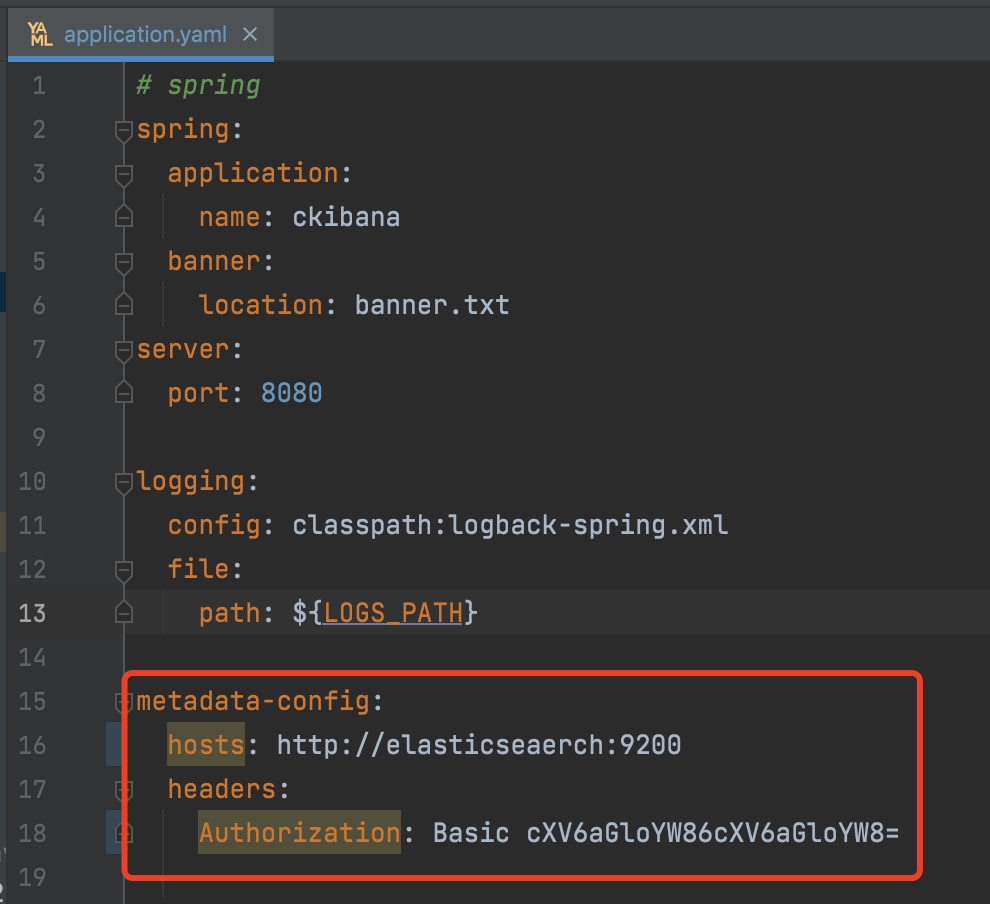 YAML application.yaml ×
1 # spring
2 spring:
3   application:
4     name: ckibana
5   banner:
6     location: banner.txt
7 server:
8   port: 8080
9
10 logging:
11   config: classpath:logback-spring.xml
12   file:
13     path: ${LOGS_PATH}
14
15 metadata-config:
16   hosts: http://elasticseaerch:9200
17   headers:
18     Authorization: Basic cXV6aGloYW86cXV6aGloYW8=
19